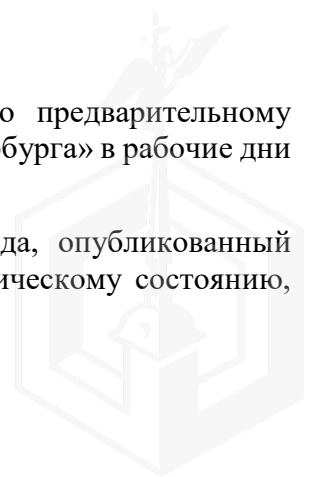 о предварительному
бурга» в рабочие дни
да, опубликованный
ическому состоянию,